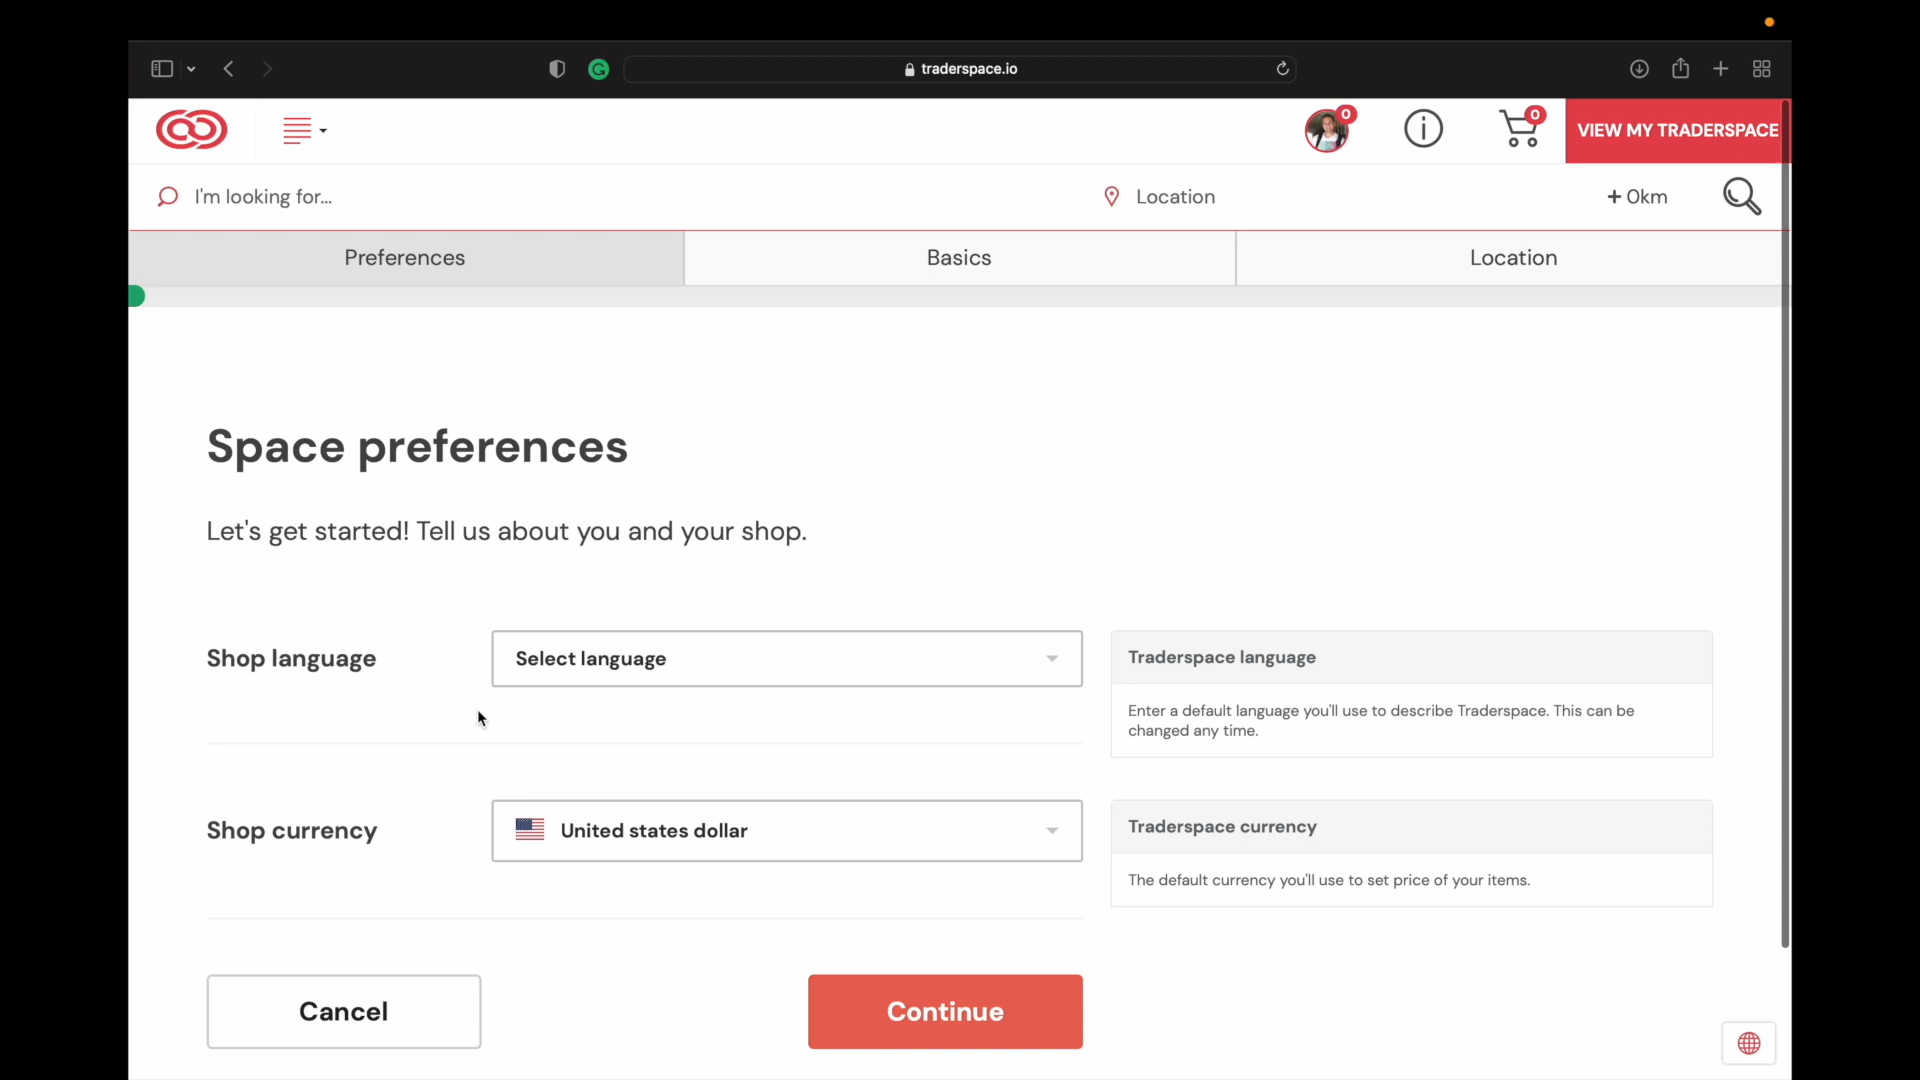 traderspace.io
0
0
VIEW MY TRADERSPACE
I'm looking for...
Location
+ 0km
Preferences
Basics
Location
Space preferences
Let's get started! Tell us about you and your shop.
Shop language
Select language
Traderspace language
Enter a default language you'll use to describe Traderspace. This can be
changed any time.
Shop currency
United states dollar
Traderspace currency
The default currency you'll use to set price of your items.
Cancel
Continue